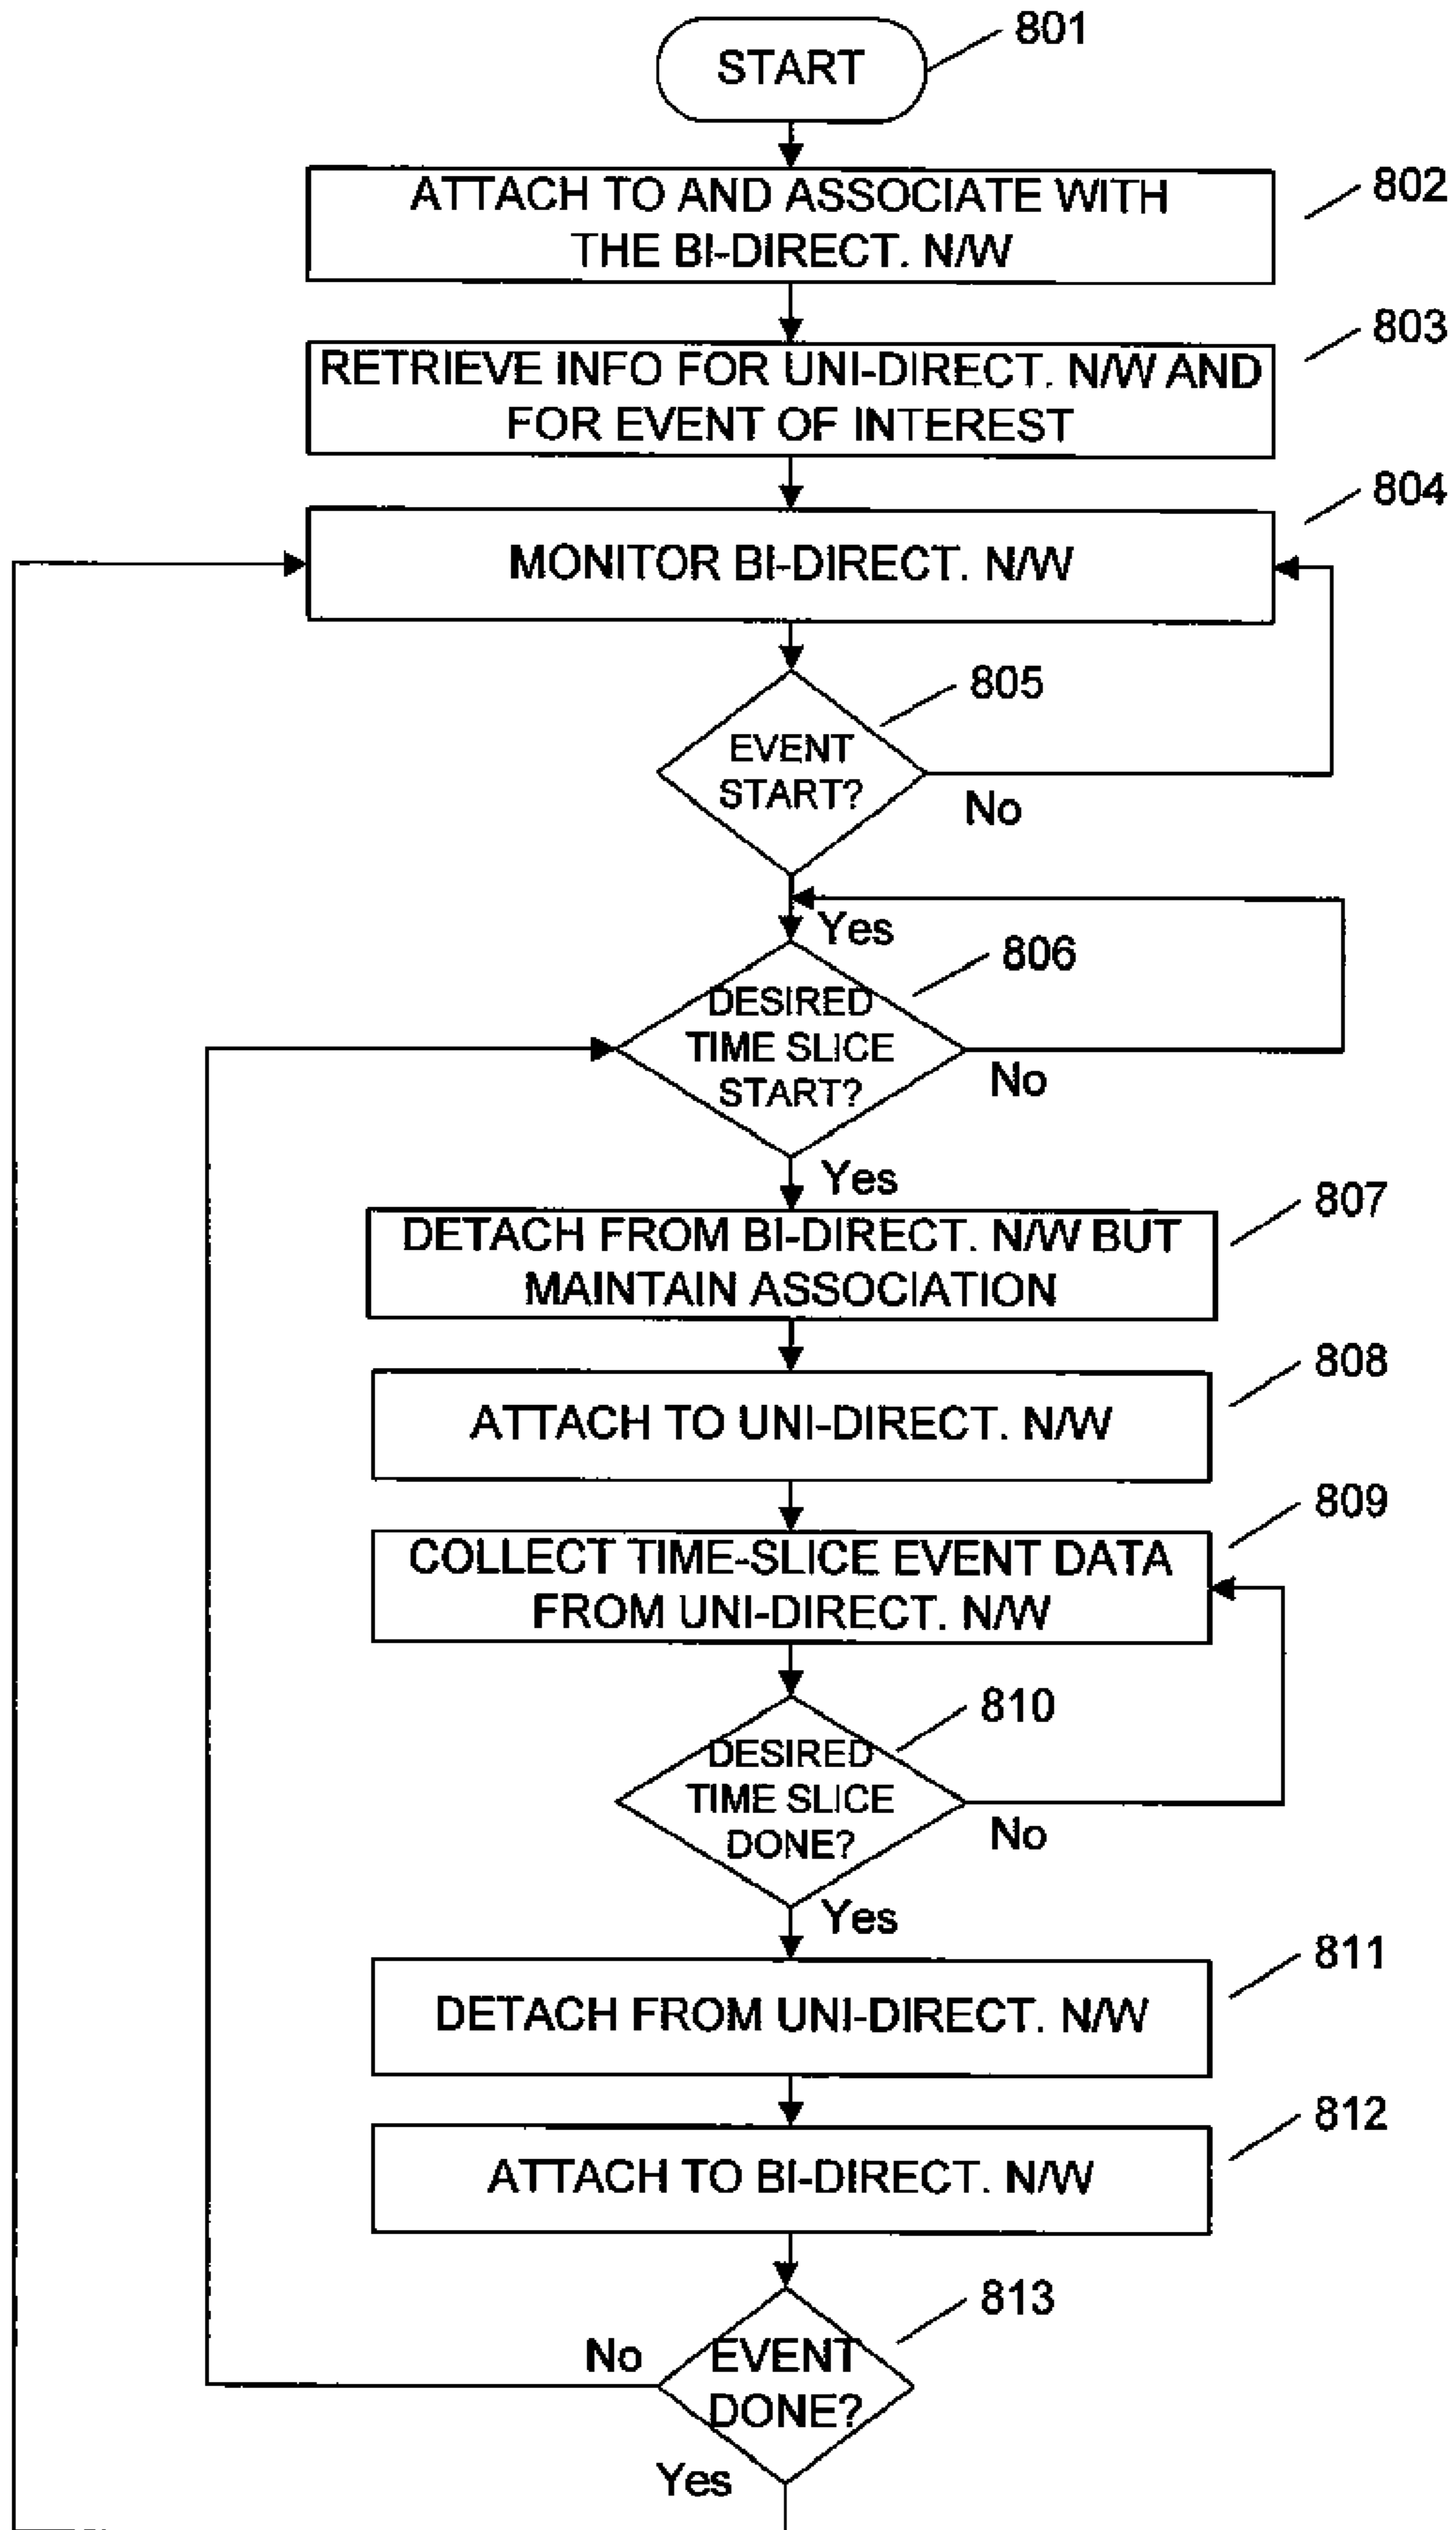 START
801
ATTACH TO AND ASSOCIATE WITH
THE BI-DIRECT. N/W
802
RETRIEVE INFO FOR UNI-DIRECT. N/W AND
FOR EVENT OF INTEREST
803
MONITOR BI-DIRECT. N/W
804
EVENT
START?
805
No
Yes
DESIRED
TIME SLICE
START?
806
No
Yes
DETACH FROM BI-DIRECT. N/W BUT
MAINTAIN ASSOCIATION
807
ATTACH TO UNI-DIRECT. N/W
808
COLLECT TIME-SLICE EVENT DATA
FROM UNI-DIRECT. N/W
809
DESIRED
TIME SLICE
DONE?
810
No
Yes
DETACH FROM UNI-DIRECT. N/W
811
ATTACH TO BI-DIRECT. N/W
812
EVENT
DONE?
813
No
Yes